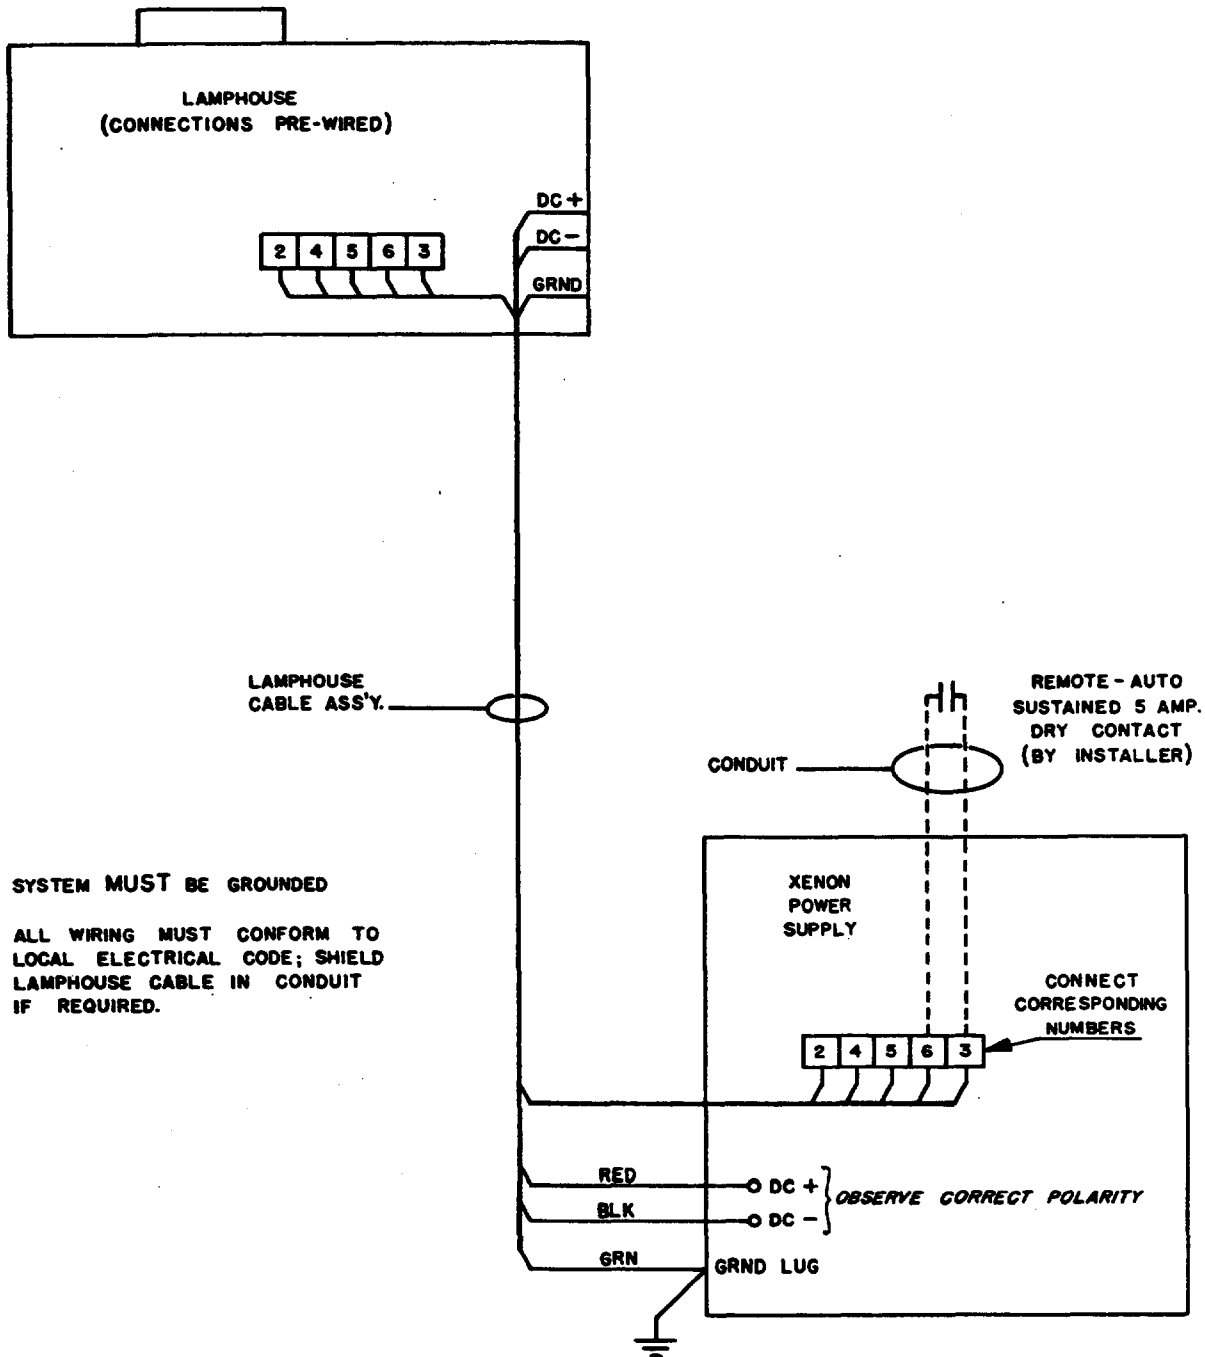 LAMPHOUSE
(CONNECTIONS PRE-WIRED)
DC +
DC -
GRND
2 4 5 6 3
LAMPHOUSE
CABLE ASS'Y.
REMOTE - AUTO
SUSTAINED 5 AMP.
DRY CONTACT
(BY INSTALLER)
CONDUIT
SYSTEM MUST BE GROUNDED
ALL WIRING MUST CONFORM TO
LOCAL ELECTRICAL CODE; SHIELD
LAMPHOUSE CABLE IN CONDUIT
IF REQUIRED.
XENON
POWER
SUPPLY
CONNECT
CORRESPONDING
NUMBERS
2 4 5 6 3
RED
DC +
BLK
DC -
OBSERVE CORRECT POLARITY
GRN
GRND LUG